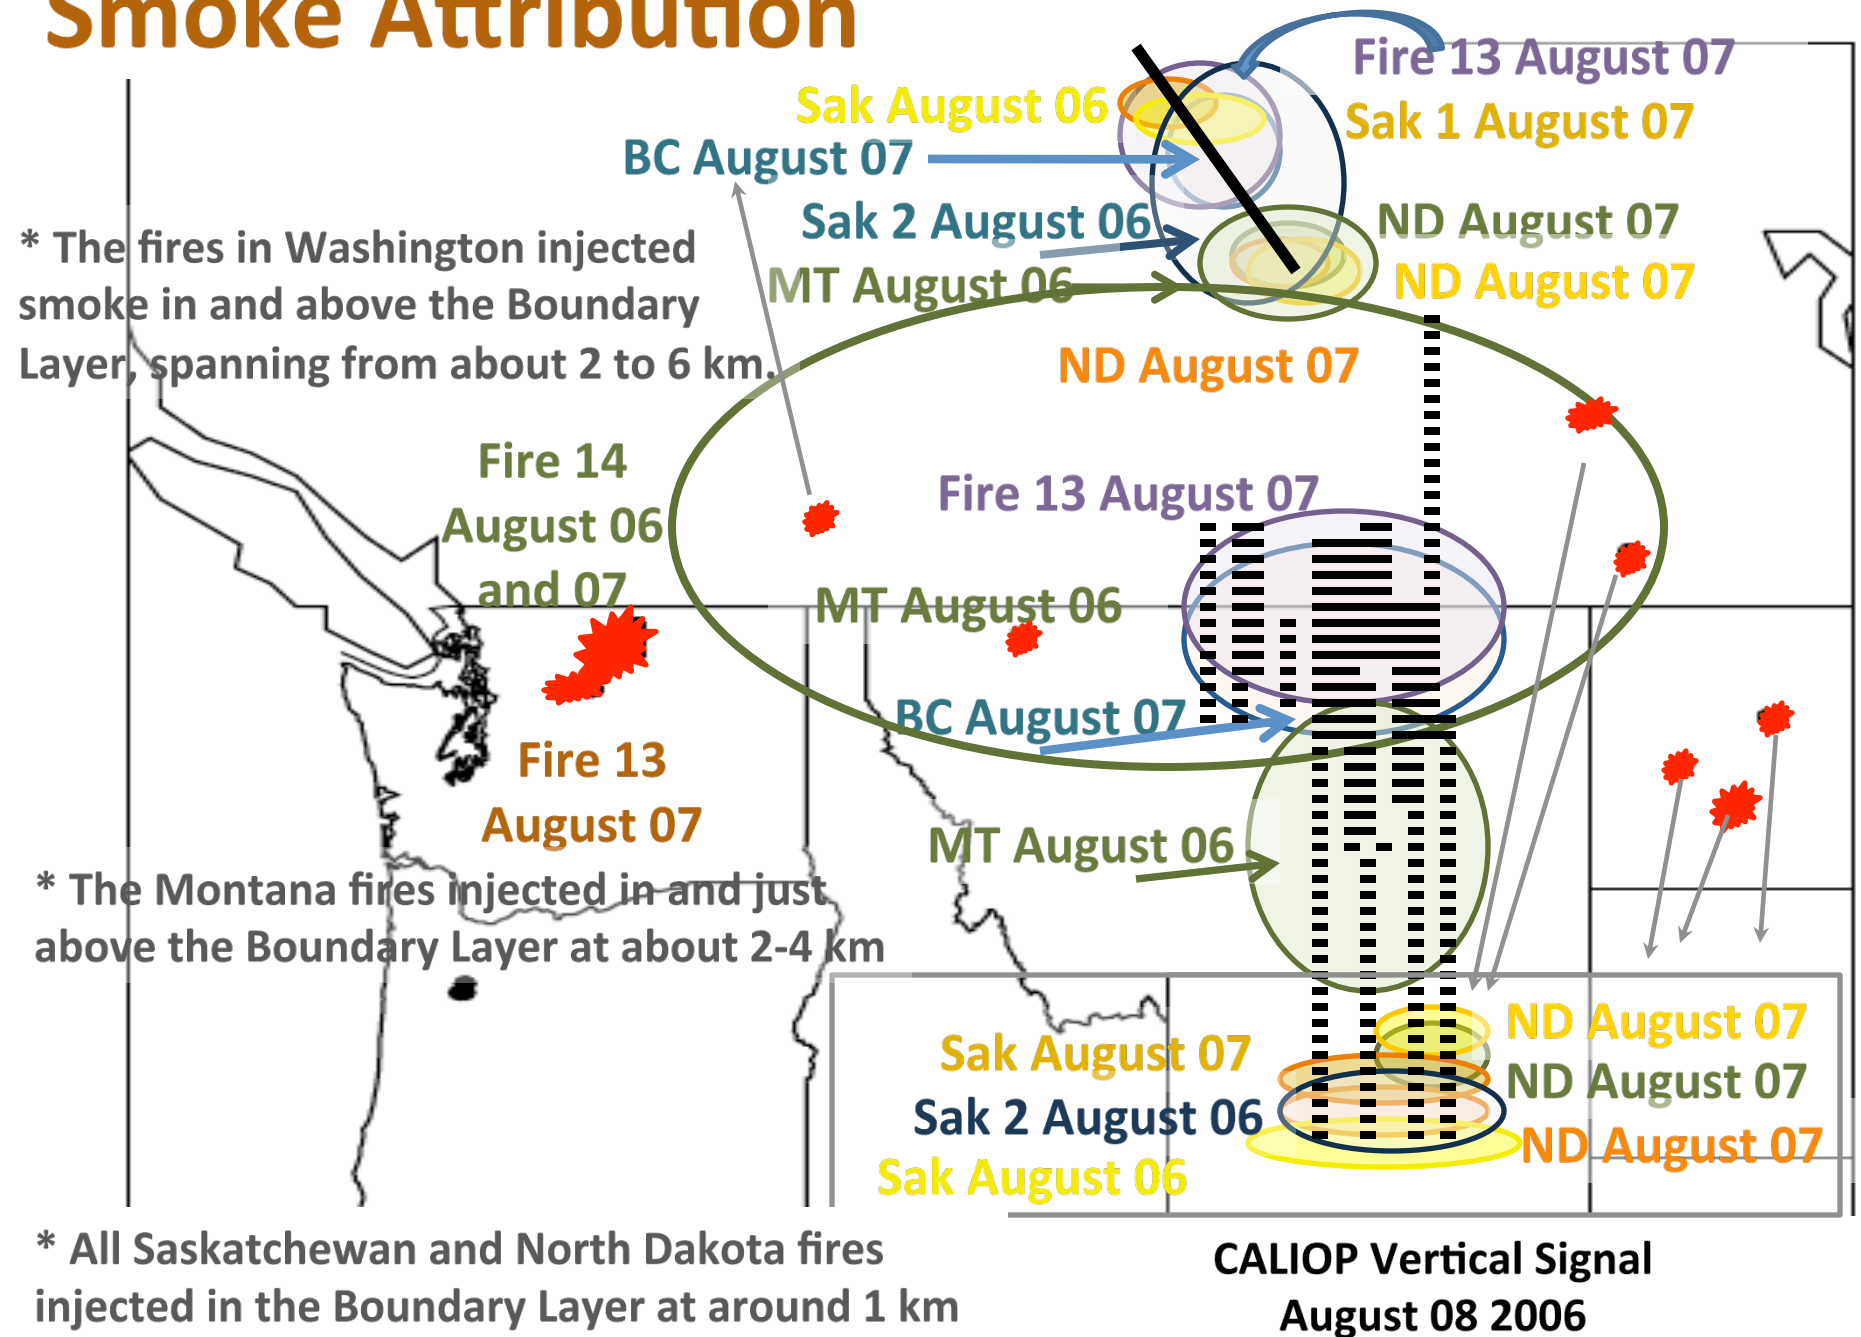 Smoke Attribution
Fire 13 August 07
Sak August 06
Sak 1 August 07
BC August 07
Sak 2 August 06
ND August 07
* The fires in Washington injected
smoke in and above the Boundary
Layer, spanning from about 2 to 6 km.
MT August 06
ND August 07
ND August 07
Fire 14
August 06
and 07
Fire 13 August 07
MT August 06
BC August 07
Fire 13
August 07
MT August 06
* The Montana fires injected in and just
above the Boundary Layer at about 2-4 km
Sak August 07
ND August 07
Sak 2 August 06
ND August 07
Sak August 06
ND August 07
* All Saskatchewan and North Dakota fires
injected in the Boundary Layer at around 1 km
CALIOP Vertical Signal
August 08 2006